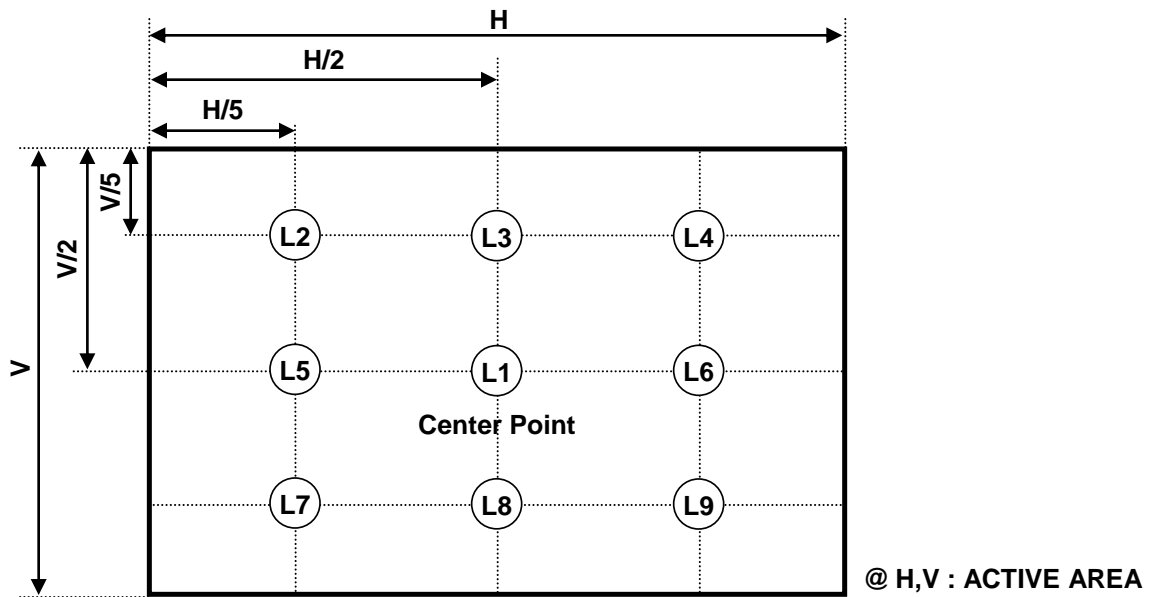 H
H/2
H/5
V/5
V/2
V
L2 L3 L4
L5 L1 L6
Center Point
L7 L8 L9
@ H,V : ACTIVE AREA